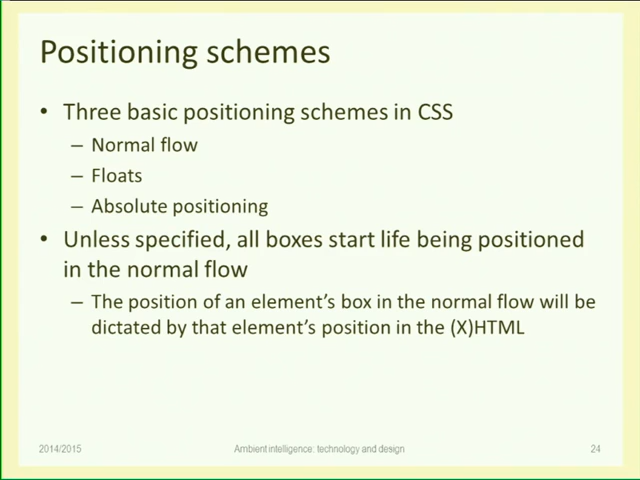 Positioning schemes
• Three basic positioning schemes in CSS
– Normal flow
– Floats
– Absolute positioning
• Unless specified, all boxes start life being positioned
in the normal flow
– The position of an element's box in the normal flow will be
dictated by that element's position in the (X)HTML
2014/2015
Ambient intelligence: technology and design
24